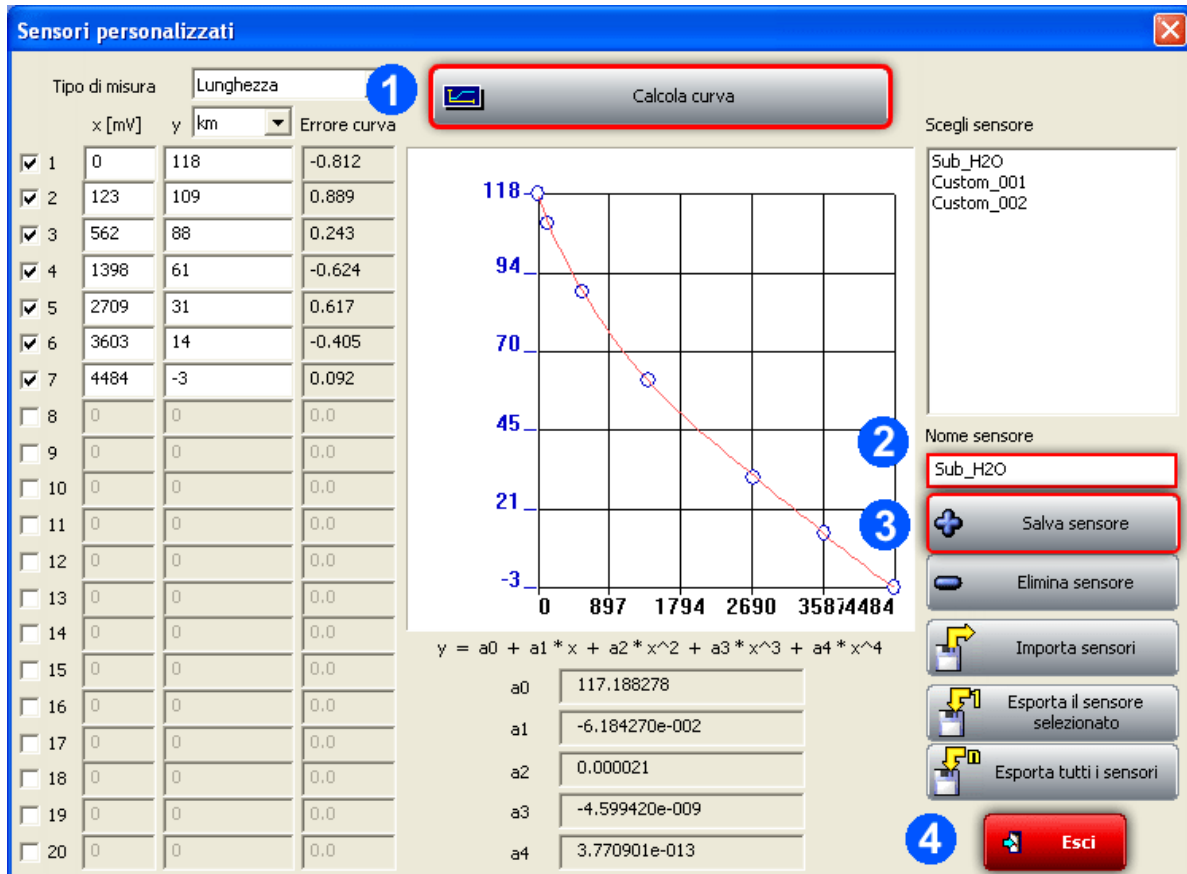 Sensori personalizzati
Tipo di misura Lunghezza
1
Calcola curva
x [mV] y km Errore curva
1 0 118 -0.812
2 123 109 0.889
3 562 88 0.243
4 1398 61 -0.624
5 2709 31 0.617
6 3603 14 -0.405
7 4484 -3 0.092
8 0 0 0.0
9 0 0 0.0
10 0 0 0.0
11 0 0 0.0
12 0 0 0.0
13 0 0 0.0
14 0 0 0.0
15 0 0 0.0
16 0 0 0.0
17 0 0 0.0
18 0 0 0.0
19 0 0 0.0
20 0 0 0.0
118
94
70
45
21
-3
0 897 1794 2690 3587 4484
y = a0 + a1 * x + a2 * x^2 + a3 * x^3 + a4 * x^4
a0 117.188278
a1 -6.184270e-002
a2 0.000021
a3 -4.599420e-009
a4 3.770901e-013
Scegli sensore
Sub_H2O
Custom_001
Custom_002
2
Nome sensore
Sub_H2O
3
Salva sensore
Elimina sensore
Importa sensori
1
Esporta il sensore
selezionato
n
Esporta tutti i sensori
4
Esci